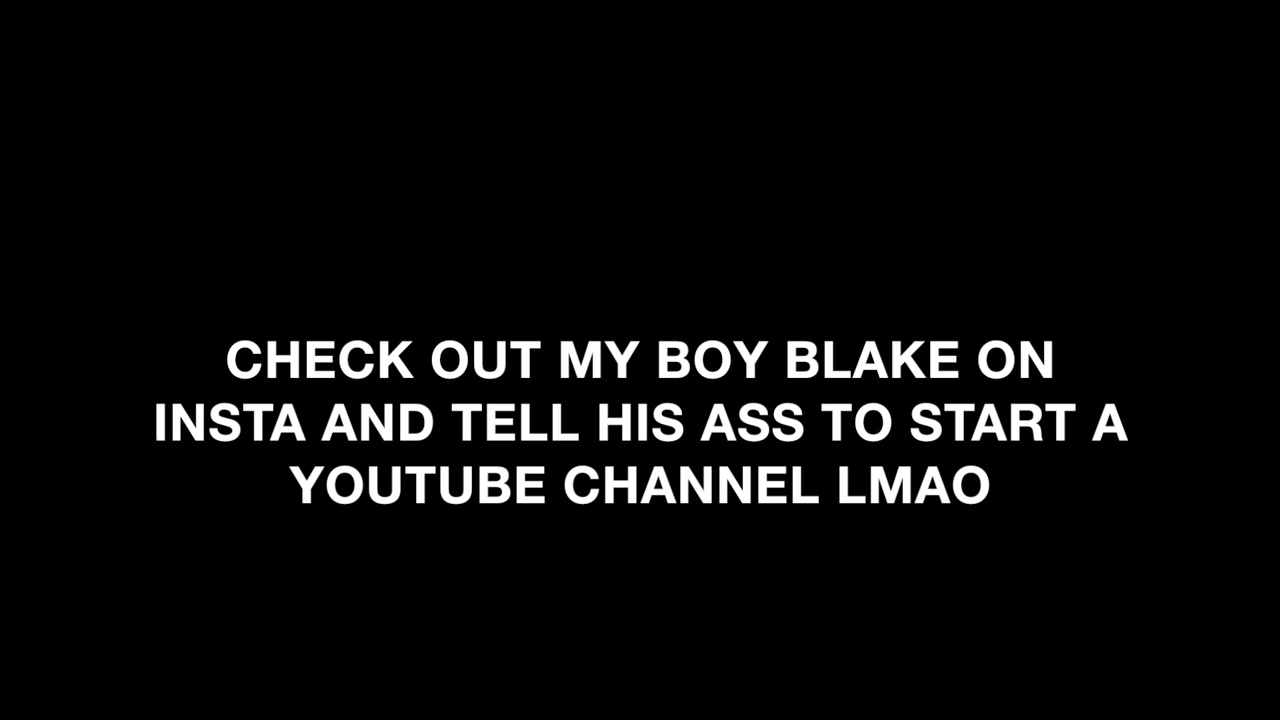 CHECK OUT MY BOY BLAKE ON
INSTA AND TELL HIS ASS TO START A
YOUTUBE CHANNEL LMAO